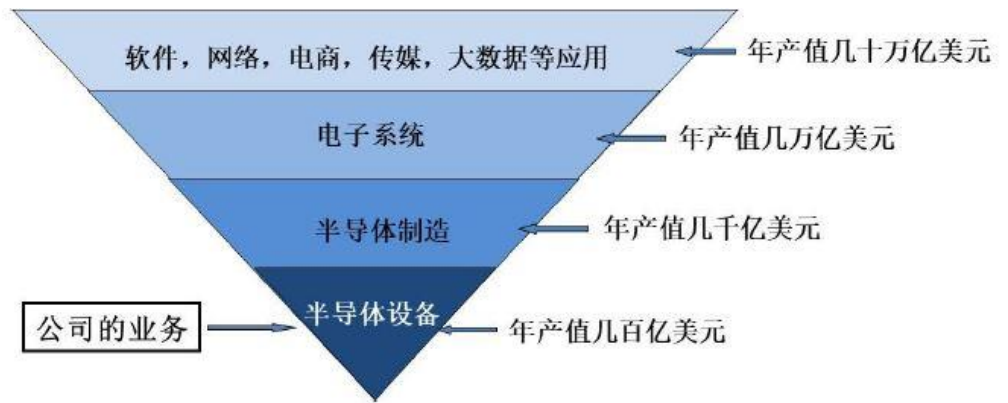 软件，网络，电商，传媒，大数据等应用
年产值几十万亿美元
电子系统
年产值几万亿美元
半导体制造
年产值几千亿美元
公司的业务
半导体设备
年产值几百亿美元